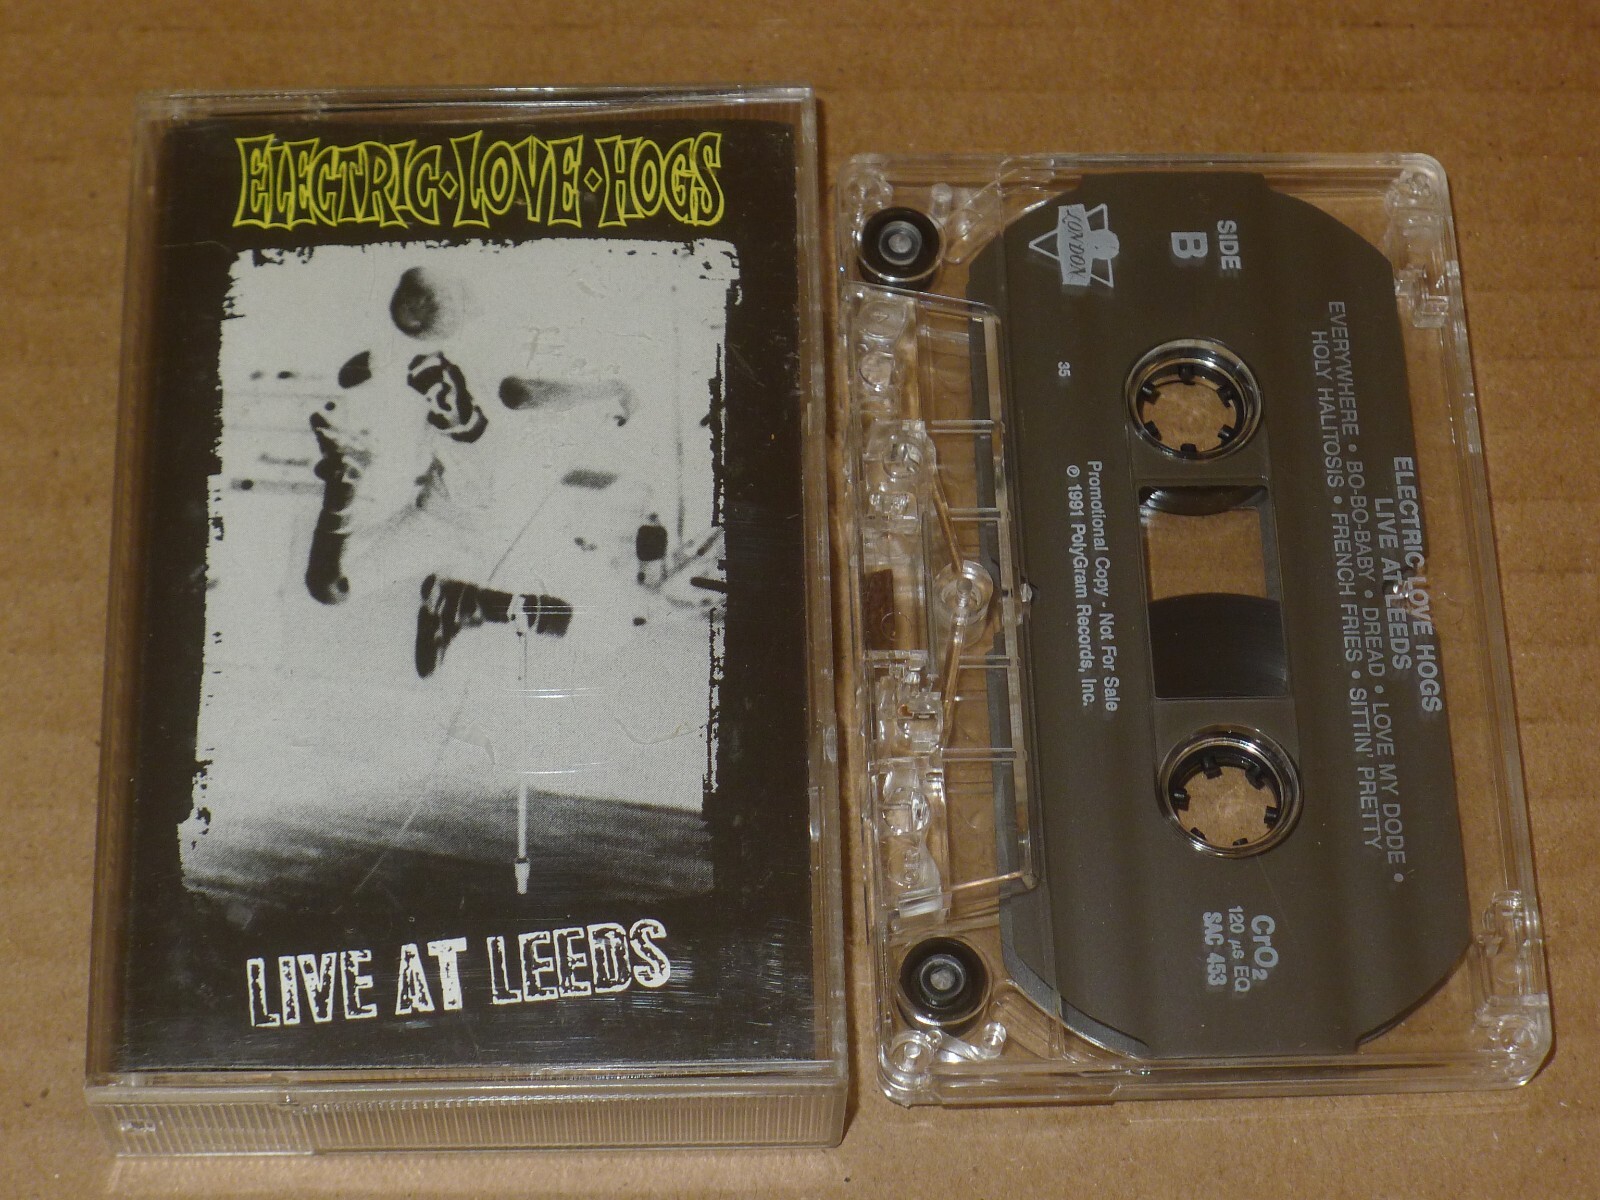 ELECTRIC·LOVE·HOGS
LIVE AT LEEDS
LONDON
SIDE
B
ELECTRIC LOVE HOGS
LIVE AT LEEDS
EVERYWHERE • BO-BO-BABY • DREAD • LOVE MY DODE •
HOLY HALITOSIS • FRENCH FRIES • SITTIN' PRETTY
35
Promotional Copy - Not For Sale
℗ 1991 PolyGram Records, Inc.
CrO₂
120 µs EQ
SAC 453